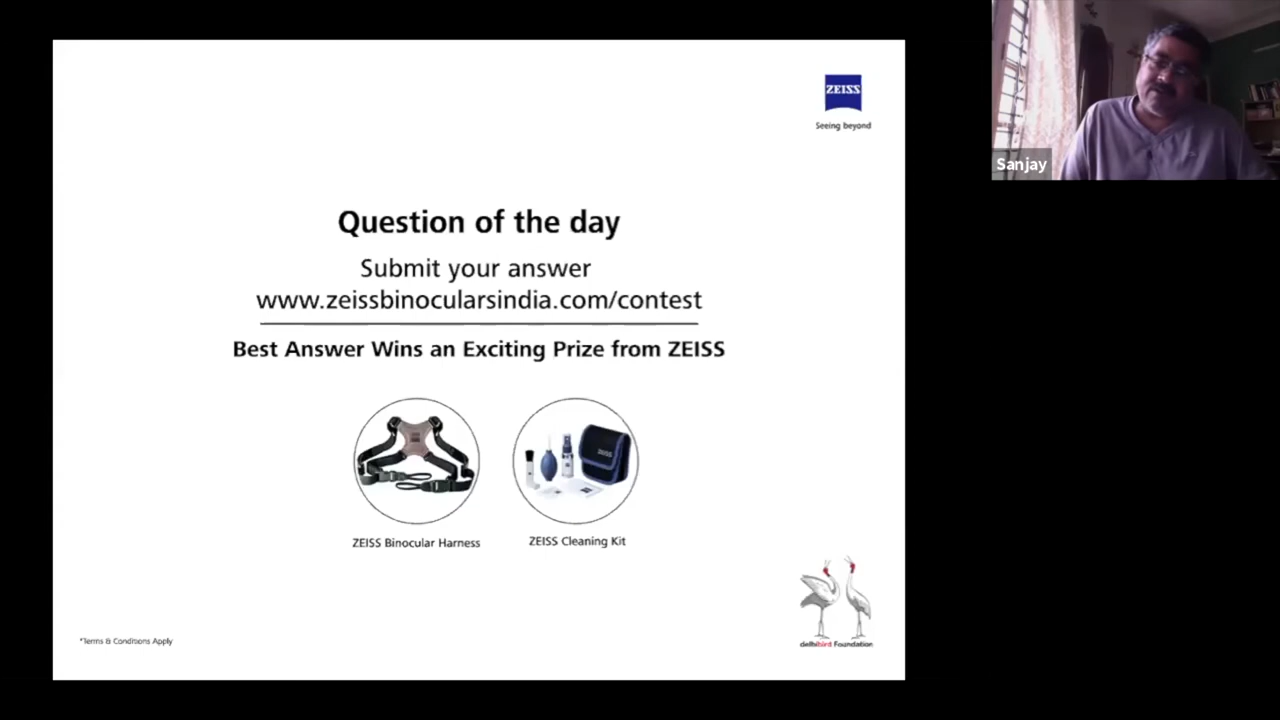 ZEISS
Seeing beyond
Sanjay
Question of the day
Submit your answer
www.zeissbinocularsindia.com/contest
Best Answer Wins an Exciting Prize from ZEISS
ZEISS
ZEISS Binocular Harness
ZEISS Cleaning Kit
delhibird Foundation
*Terms & Conditions Apply